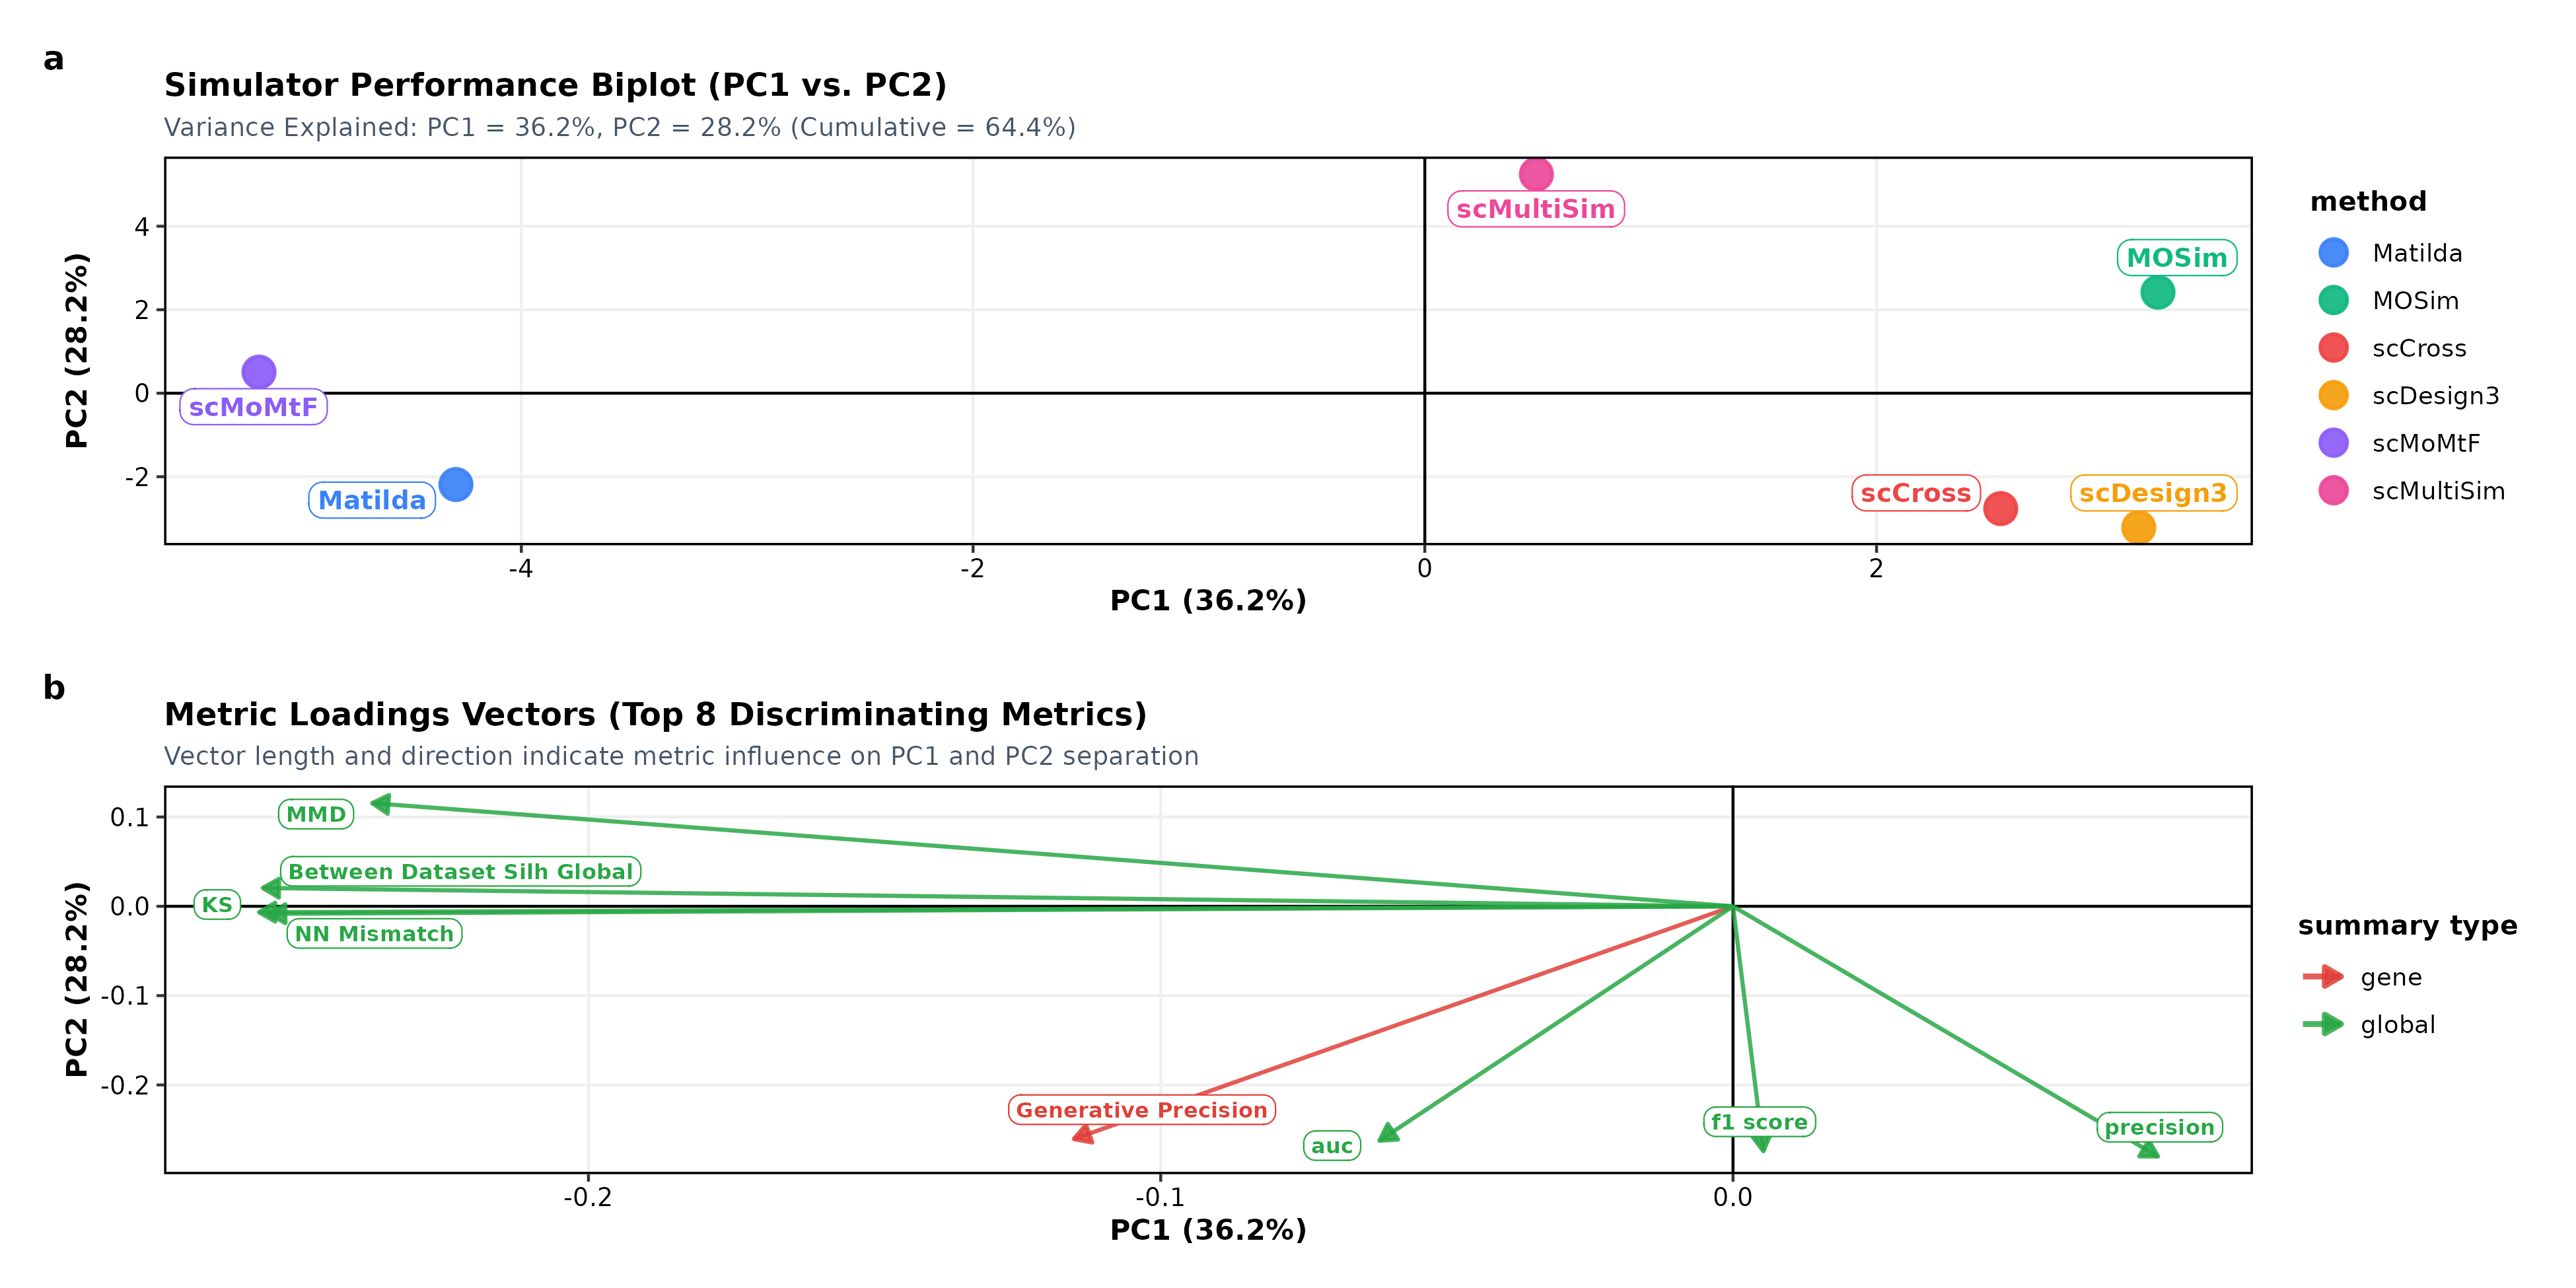 a
Simulator Performance Biplot (PC1 vs. PC2)
Variance Explained: PC1 = 36.2%, PC2 = 28.2% (Cumulative = 64.4%)
PC2 (28.2%)
4
2
0
-2
scMultiSim
MOSim
scMoMtF
Matilda
scCross
scDesign3
-4
-2
0
2
PC1 (36.2%)
method
Matilda
MOSim
scCross
scDesign3
scMoMtF
scMultiSim
b
Metric Loadings Vectors (Top 8 Discriminating Metrics)
Vector length and direction indicate metric influence on PC1 and PC2 separation
PC2 (28.2%)
0.1
0.0
-0.1
-0.2
MMD
Between Dataset Silh Global
KS
NN Mismatch
Generative Precision
auc
f1 score
precision
-0.2
-0.1
0.0
PC1 (36.2%)
summary type
gene
global